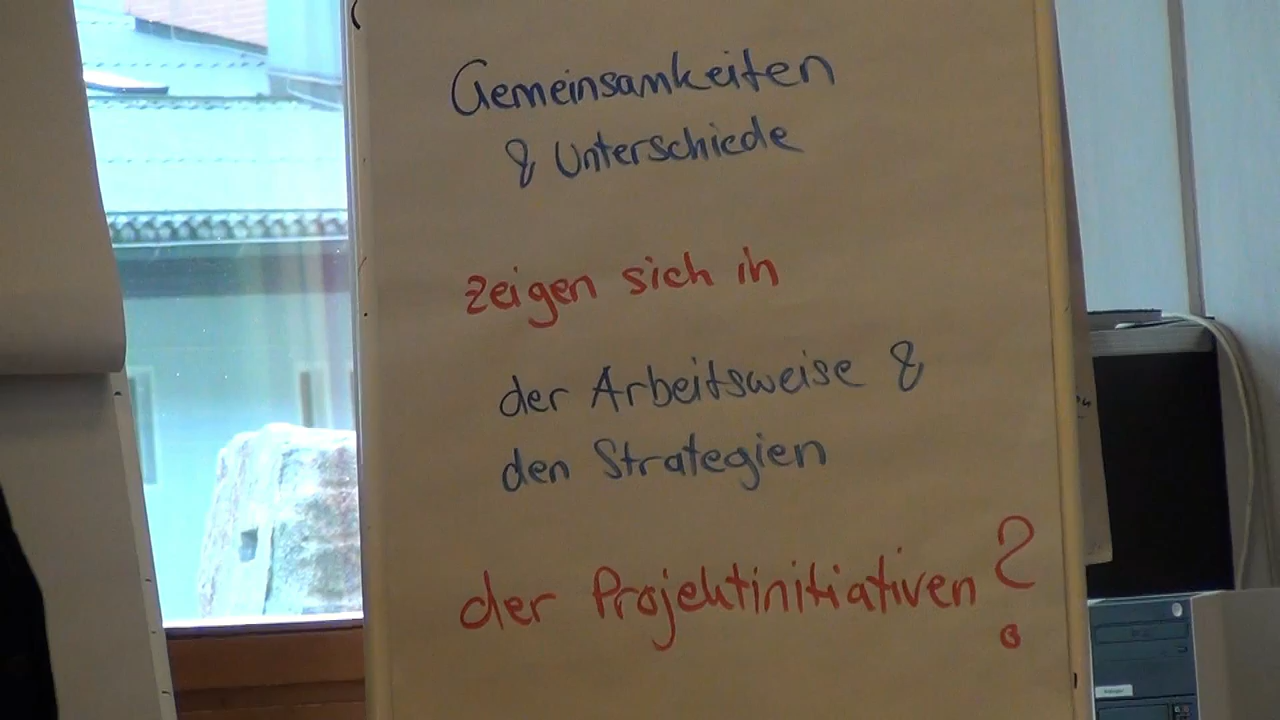 Gemeinsamkeiten
& Unterschiede
zeigen sich in
der Arbeitsweise &
den Strategien
der Projektinitiativen ?